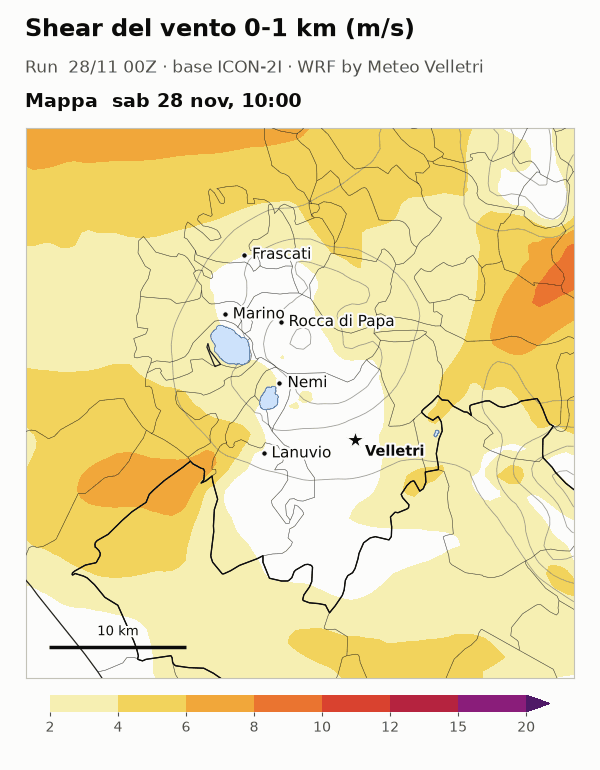 Shear del vento 0-1 km (m/s)
Run  28/11 00Z · base ICON-2I · WRF by Meteo Velletri
Mappa  sab 28 nov, 10:00
Frascati
Marino
Rocca di Papa
Nemi
Velletri
Lanuvio
10 km
2 4 6 8 10 12 15 20